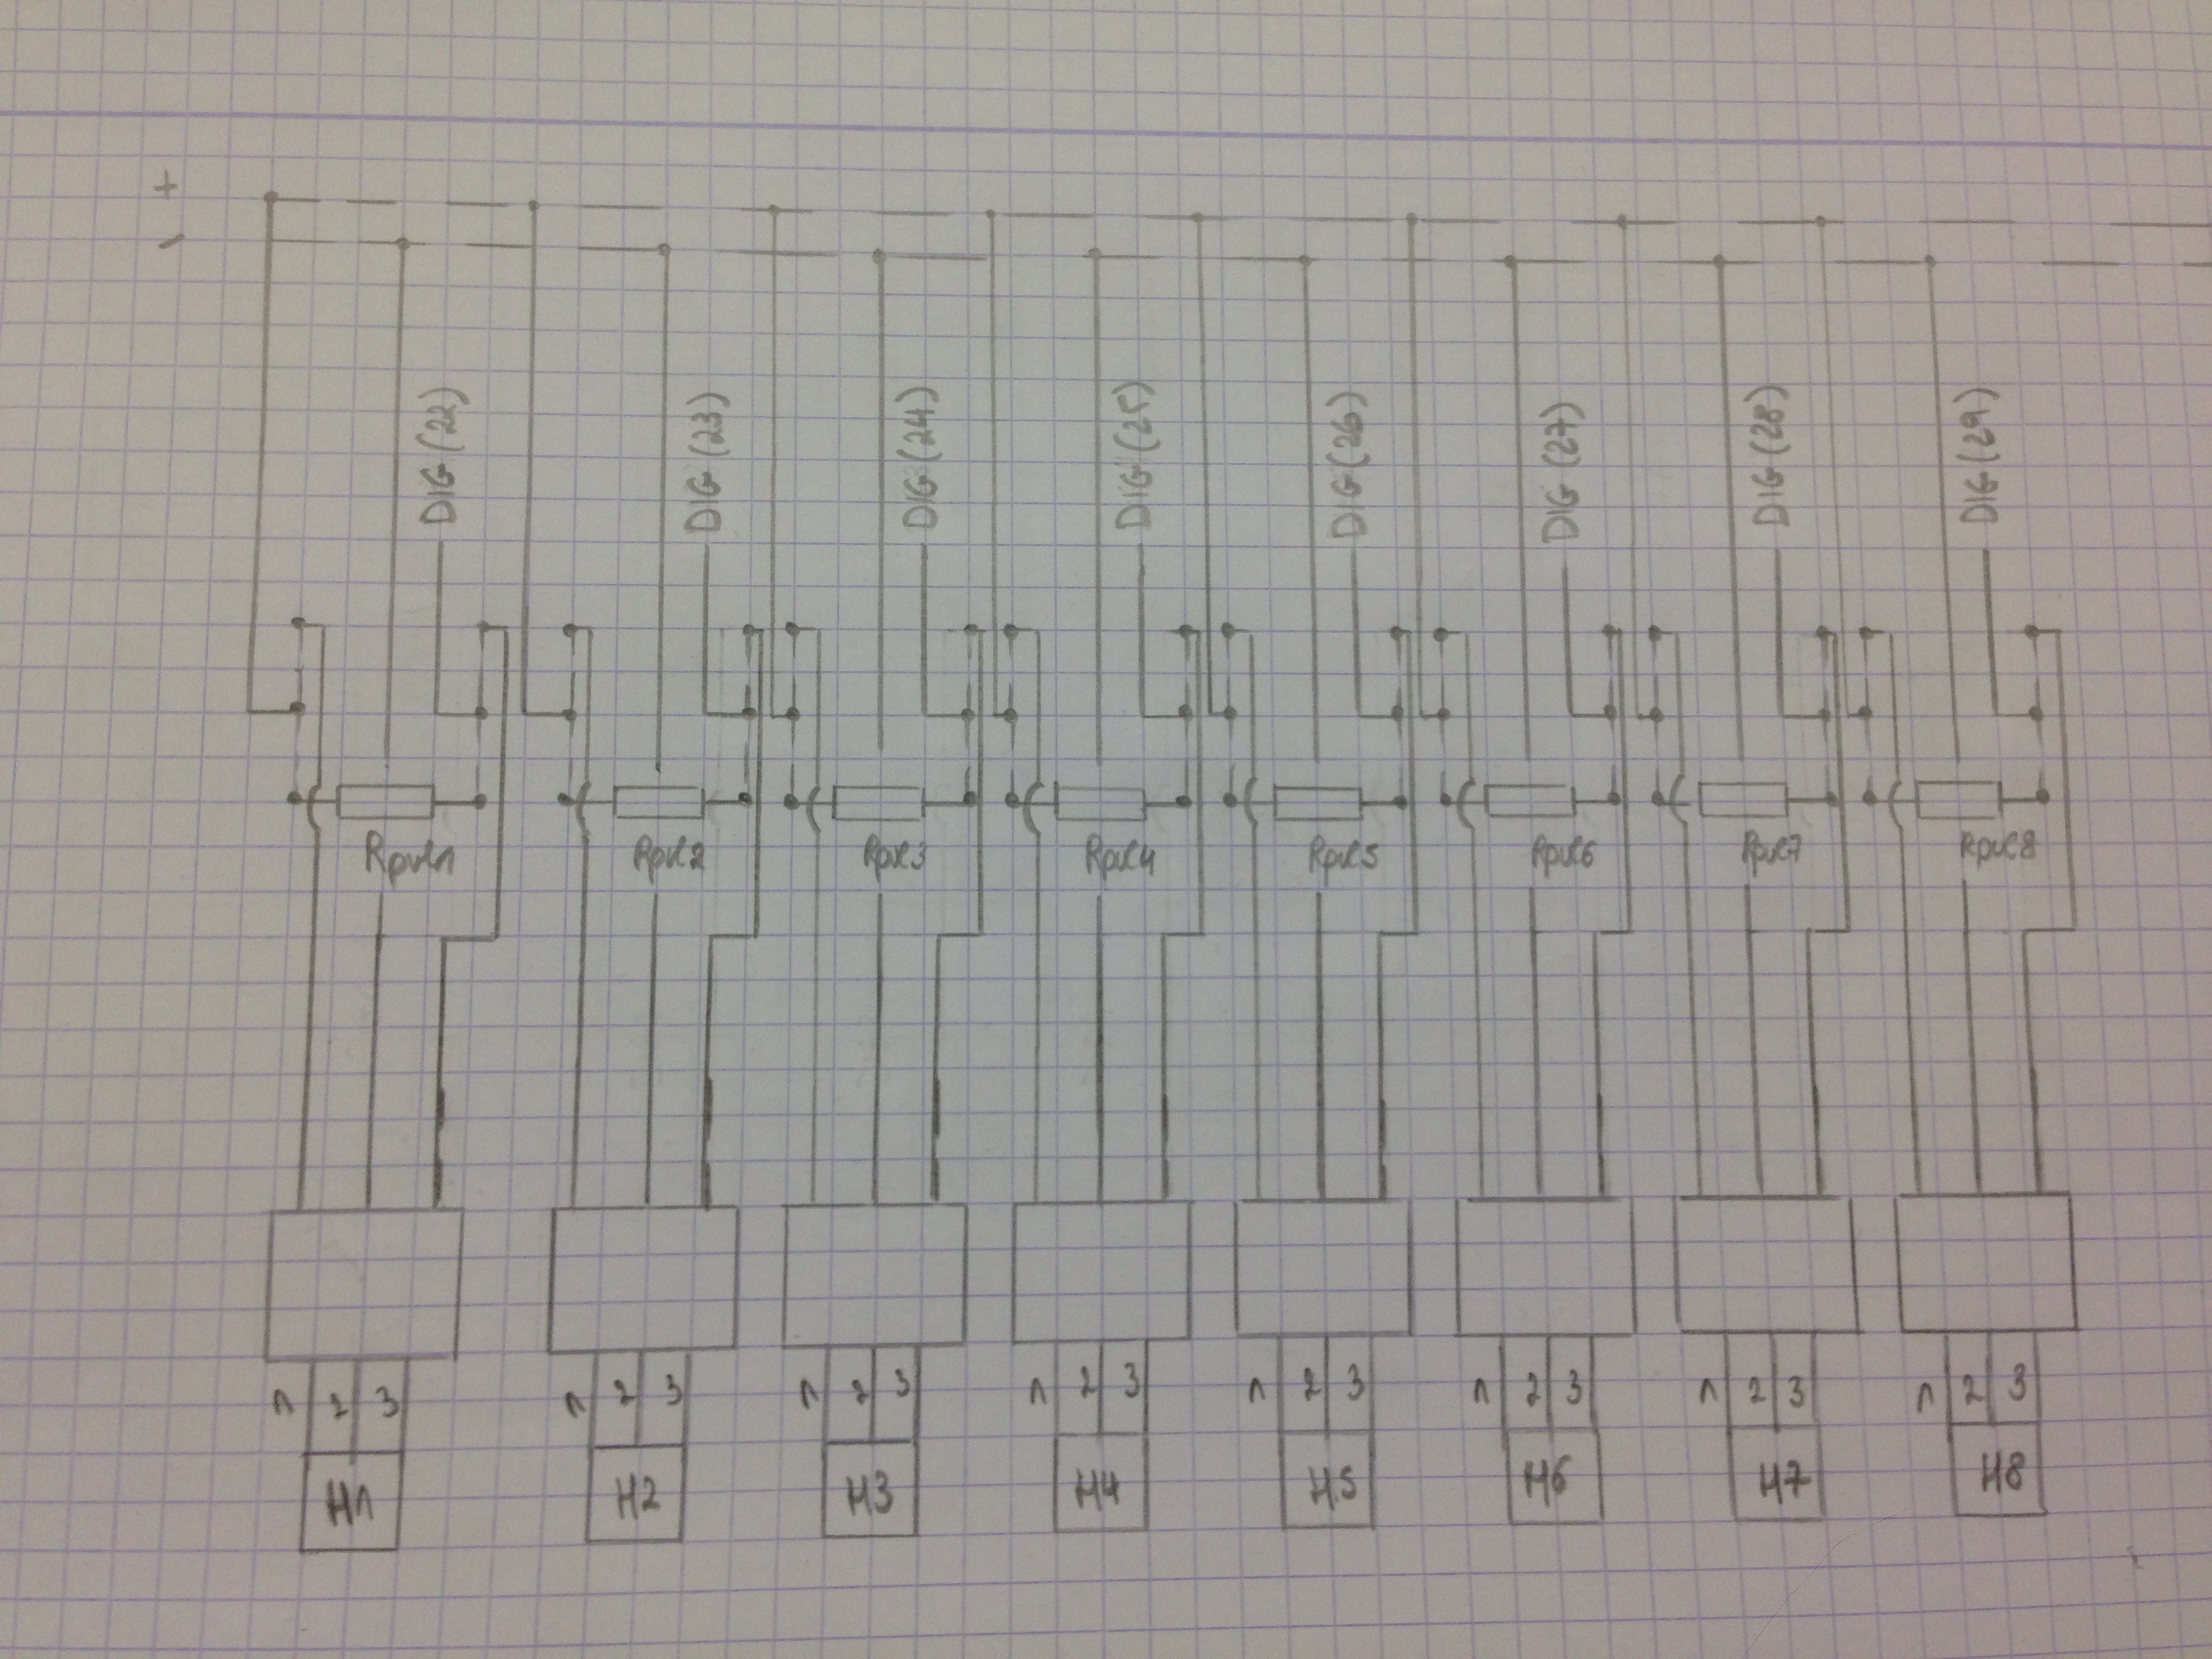 - +
1 2 3
H1
Rpull1
DIG (22)
1 2 3
H2
Rpul2
DIG (23)
1 2 3
H3
Rpul3
DIG (24)
1 2 3
H4
Rpul4
DIG (25)
1 2 3
H5
Rpul5
DIG (26)
1 2 3
H6
Rpul6
DIG (27)
1 2 3
H7
Rpul7
DIG (28)
1 2 3
H8
Rpul8
DIG (29)